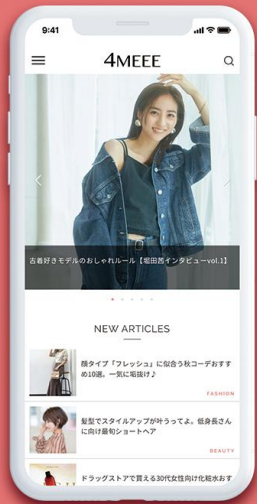 9:41
4MEEE
古着好きモデルのおしゃれルール【堀田茜インタビューvol.1】
NEW ARTICLES
顔タイプ「フレッシュ」に似合う秋コーデおすす
め10選。一気に垢抜け♪
FASHION
髪型でスタイルアップが叶うってよ。低身長さん
に向け最旬ショートヘア
BEAUTY
ドラッグストアで買える30代女性向け化粧水おす